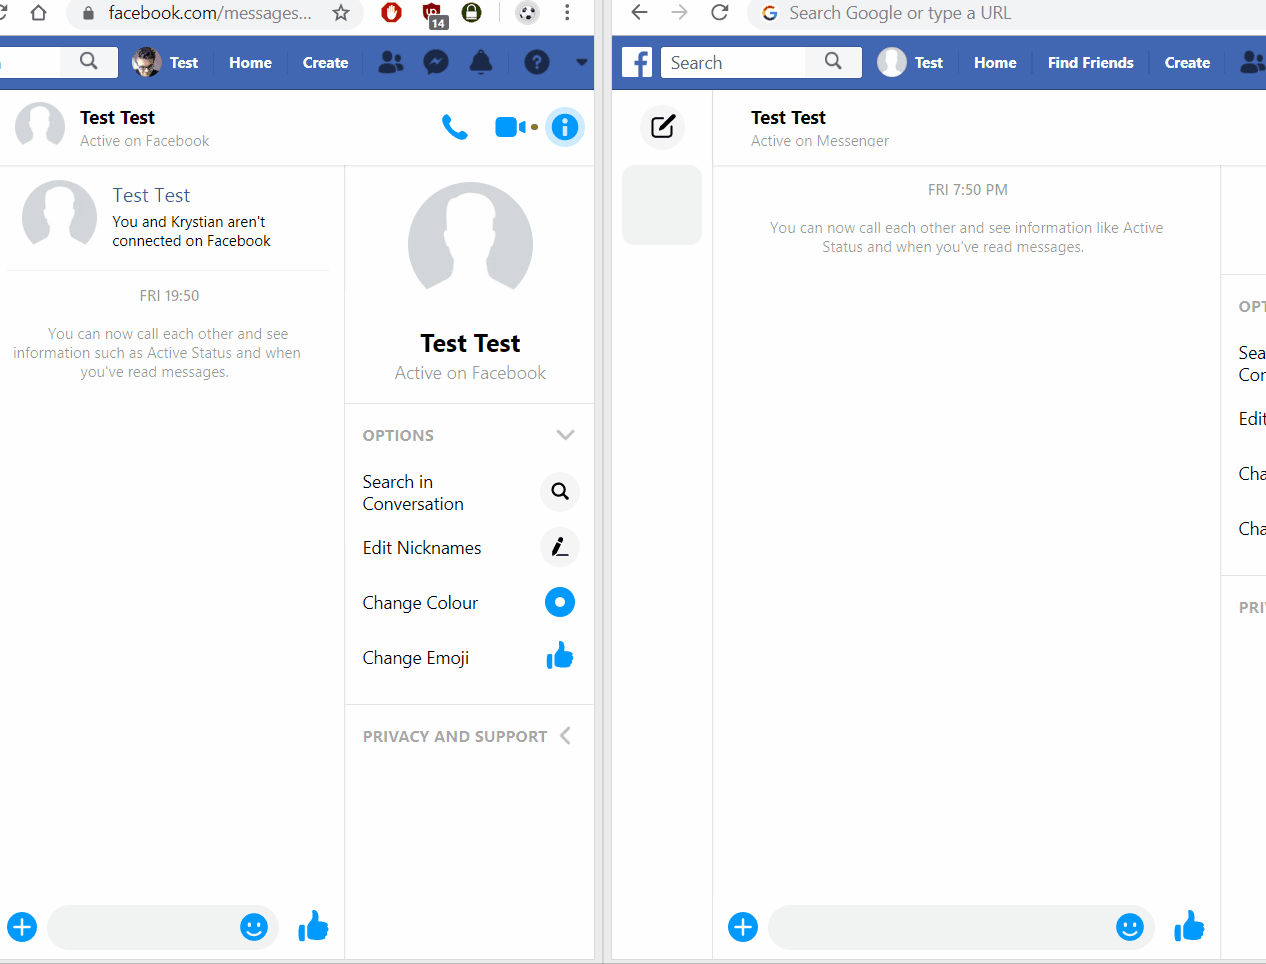 facebook.com/messages...
14
Test
Home
Create
Test Test
Active on Facebook
Test Test
You and Krystian aren't
connected on Facebook
FRI 19:50
You can now call each other and see
information such as Active Status and when
you've read messages.
Test Test
Active on Facebook
OPTIONS
Search in
Conversation
Edit Nicknames
Change Colour
Change Emoji
PRIVACY AND SUPPORT
Search Google or type a URL
Search
Test
Home
Find Friends
Create
Test Test
Active on Messenger
FRI 7:50 PM
You can now call each other and see information like Active
Status and when you've read messages.
OPT
Sea
Cor
Edit
Cha
Cha
PRI